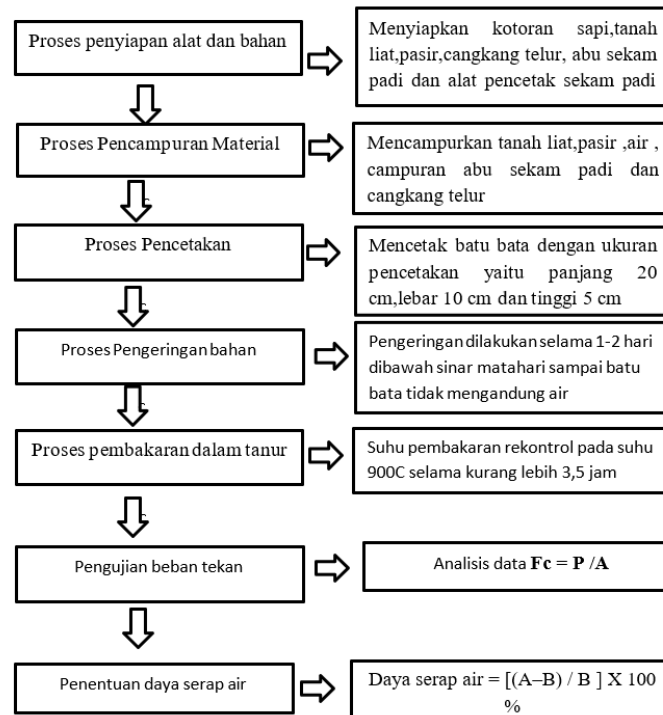 Proses penyiapan alat dan bahan
Menyiapkan kotoran sapi,tanah
liat,pasir,cangkang telur, abu sekam
padi dan alat pencetak sekam padi
Proses Pencampuran Material
Mencampurkan tanah liat,pasir ,air ,
campuran abu sekam padi dan
cangkang telur
Proses Pencetakan
Mencetak batu bata dengan ukuran
pencetakan yaitu panjang 20
cm,lebar 10 cm dan tinggi 5 cm
Proses Pengeringan bahan
Pengeringan dilakukan selama 1-2 hari
dibawah sinar matahari sampai batu
bata tidak mengandung air
Proses pembakaran dalam tanur
Suhu pembakaran rekontrol pada suhu
900C selama kurang lebih 3,5 jam
Pengujian beban tekan
Analisis data Fc = P /A
Penentuan daya serap air
Daya serap air = [(A–B) / B ] X 100
%